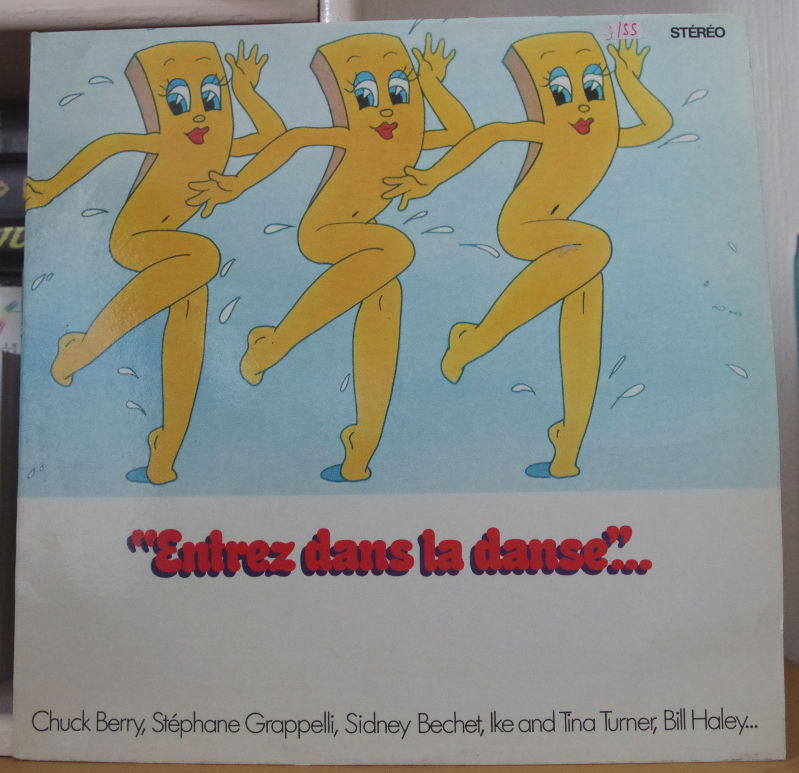 STÉRÉO
"Entrez dans la danse"...
Chuck Berry, Stéphane Grappelli, Sidney Bechet, Ike and Tina Turner, Bill Haley...